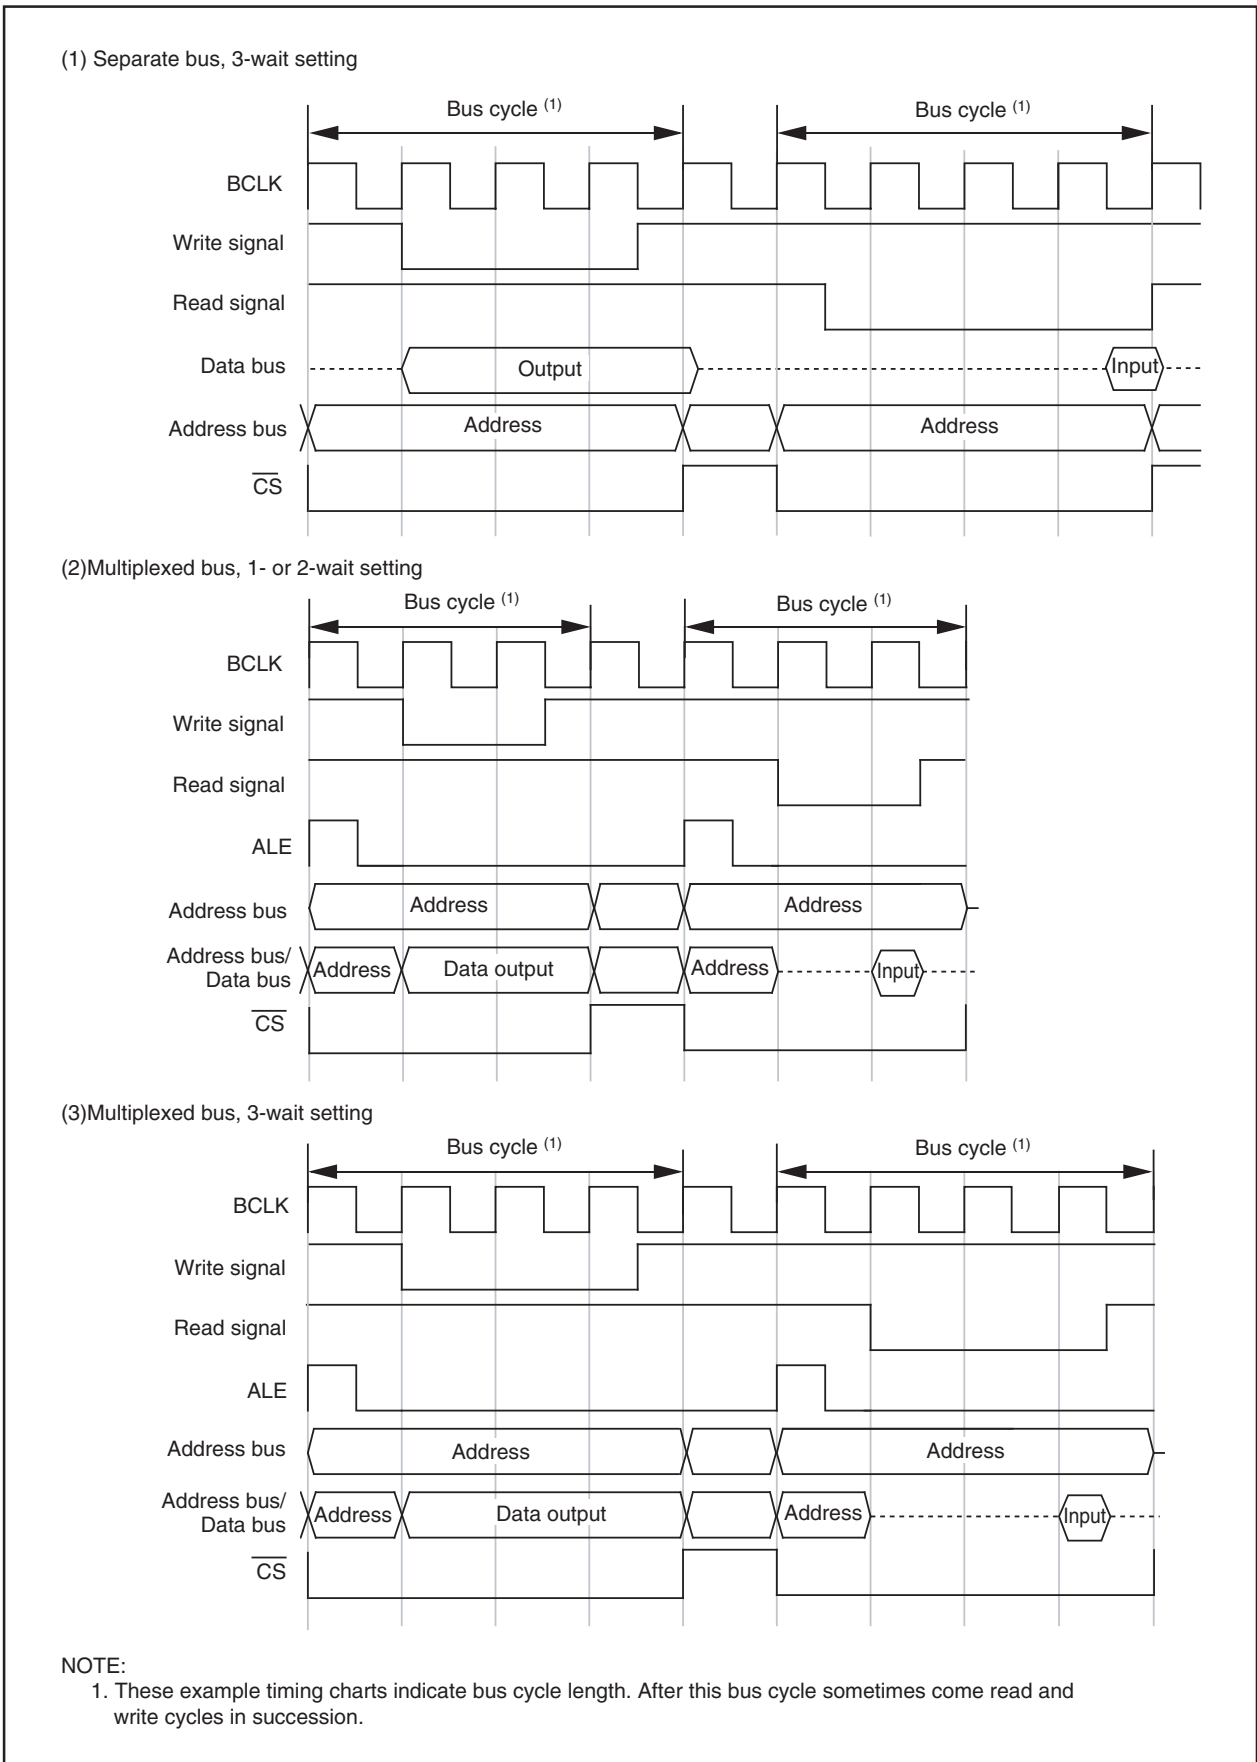 (1) Separate bus, 3-wait setting
Bus cycle (1)
Bus cycle (1)
BCLK
Write signal
Read signal
Data bus
Output
Input
Address bus
Address
Address
CS
(2)Multiplexed bus, 1- or 2-wait setting
Bus cycle (1)
Bus cycle (1)
BCLK
Write signal
Read signal
ALE
Address bus
Address
Address
Address bus/
Data bus
Address
Data output
Address
Input
CS
(3)Multiplexed bus, 3-wait setting
Bus cycle (1)
Bus cycle (1)
BCLK
Write signal
Read signal
ALE
Address bus
Address
Address
Address bus/
Data bus
Address
Data output
Address
Input
CS
NOTE:
1. These example timing charts indicate bus cycle length. After this bus cycle sometimes come read and
write cycles in succession.